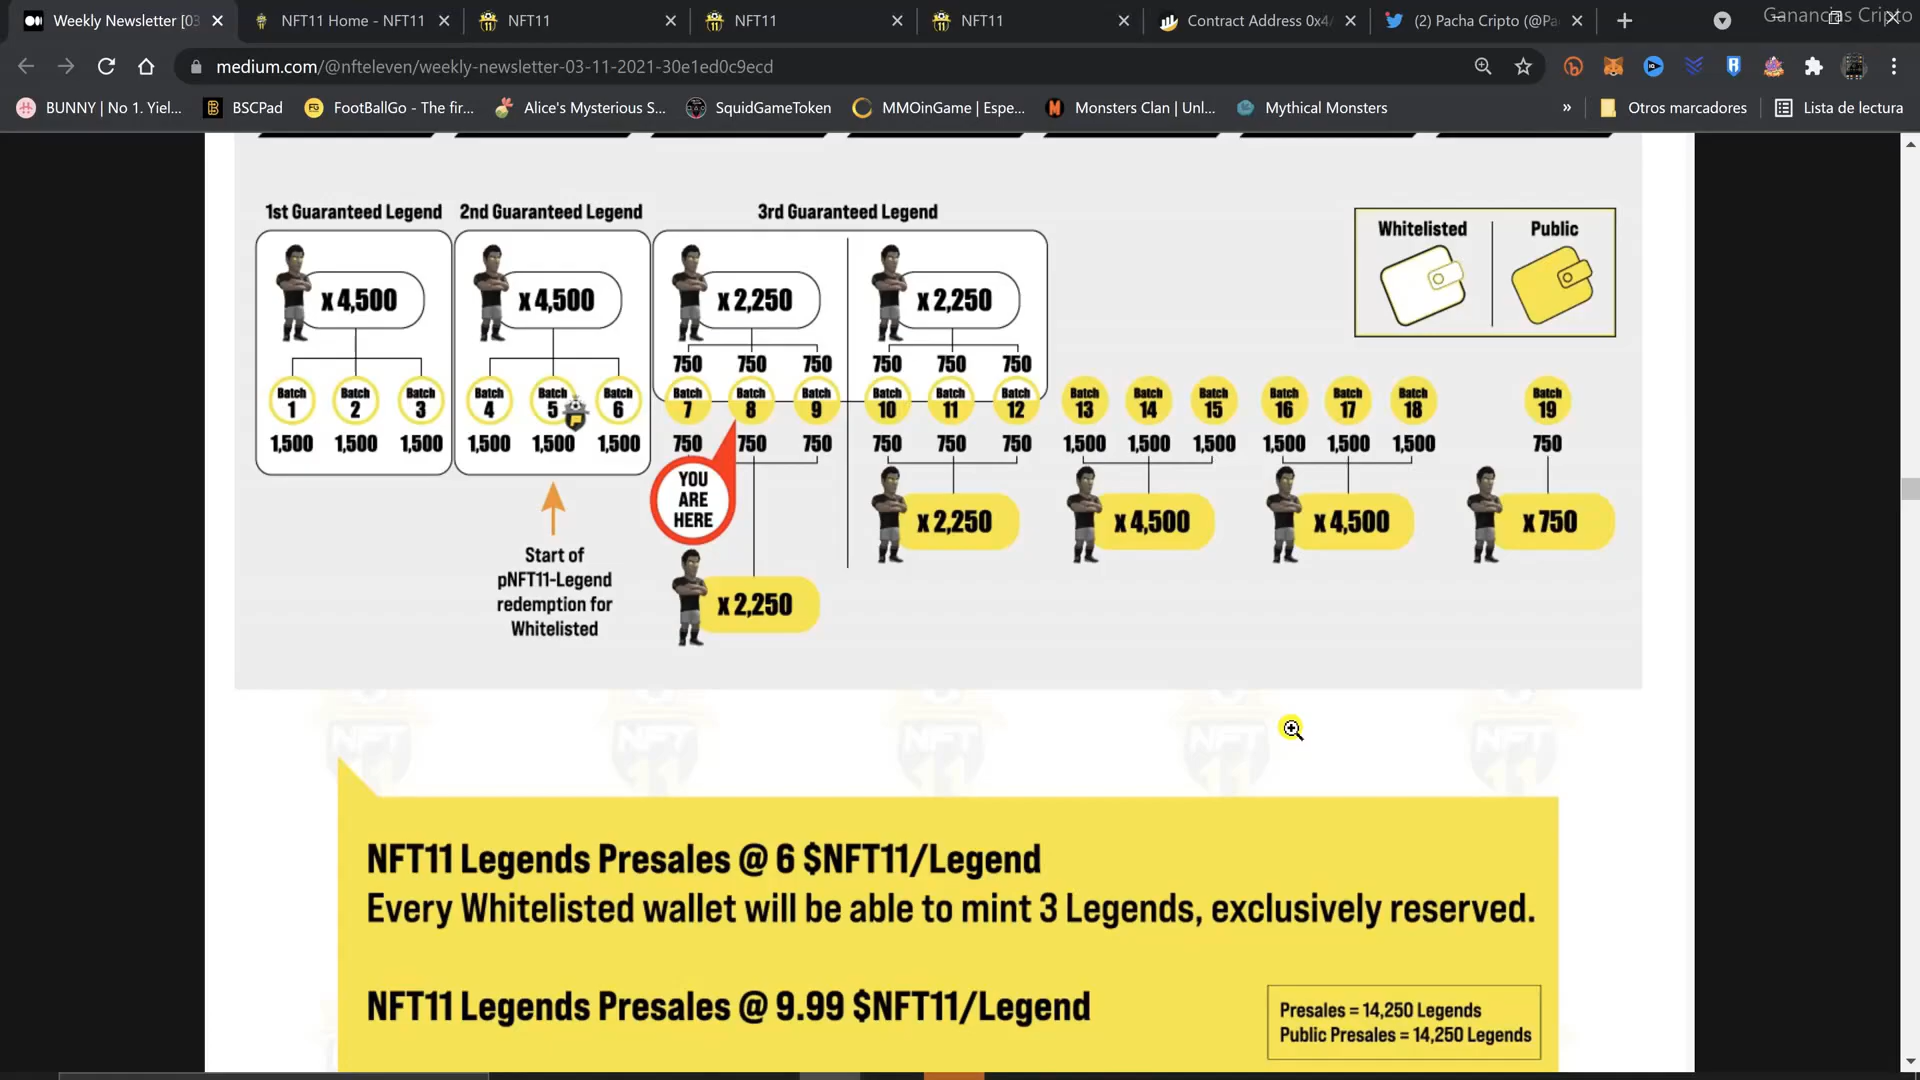 Weekly Newsletter [03
NFT11 Home - NFT11
NFT11
NFT11
NFT11
Contract Address 0x4
(2) Pacha Cripto (@Pa
Ganancias Cripto
medium.com/@nfteleven/weekly-newsletter-03-11-2021-30e1ed0c9ecd
BUNNY | No 1. Yiel...
BSCPad
FootBallGo - The fir...
Alice's Mysterious S...
SquidGameToken
MMOinGame | Espe...
Monsters Clan | Unl...
Mythical Monsters
»
Otros marcadores
Lista de lectura
1st Guaranteed Legend
2nd Guaranteed Legend
3rd Guaranteed Legend
Whitelisted
Public
x 4,500
x 4,500
x 2,250
x 2,250
750 750 750 750 750 750
Batch 1
Batch 2
Batch 3
Batch 4
Batch 5
Batch 6
Batch 7
Batch 8
Batch 9
Batch 10
Batch 11
Batch 12
Batch 13
Batch 14
Batch 15
Batch 16
Batch 17
Batch 18
Batch 19
1,500 1,500 1,500 1,500 1,500 1,500 750 750 750 750 750 750 1,500 1,500 1,500 1,500 1,500 1,500 750
YOU
ARE
HERE
x 2,250
x 4,500
x 4,500
x 750
Start of
pNFT11-Legend
redemption for
Whitelisted
x 2,250
NFT NFT NFT NFT NFT
NFT11 Legends Presales @ 6 $NFT11/Legend
Every Whitelisted wallet will be able to mint 3 Legends, exclusively reserved.
NFT11 Legends Presales @ 9.99 $NFT11/Legend
Presales = 14,250 Legends
Public Presales = 14,250 Legends